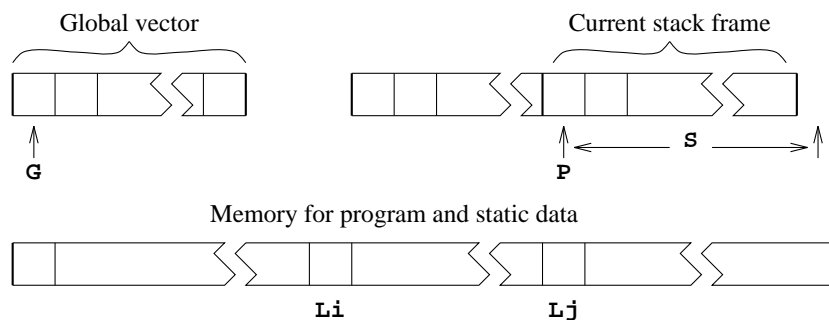 Global vector
Current stack frame
G
P
S
Memory for program and static data
Li
Lj